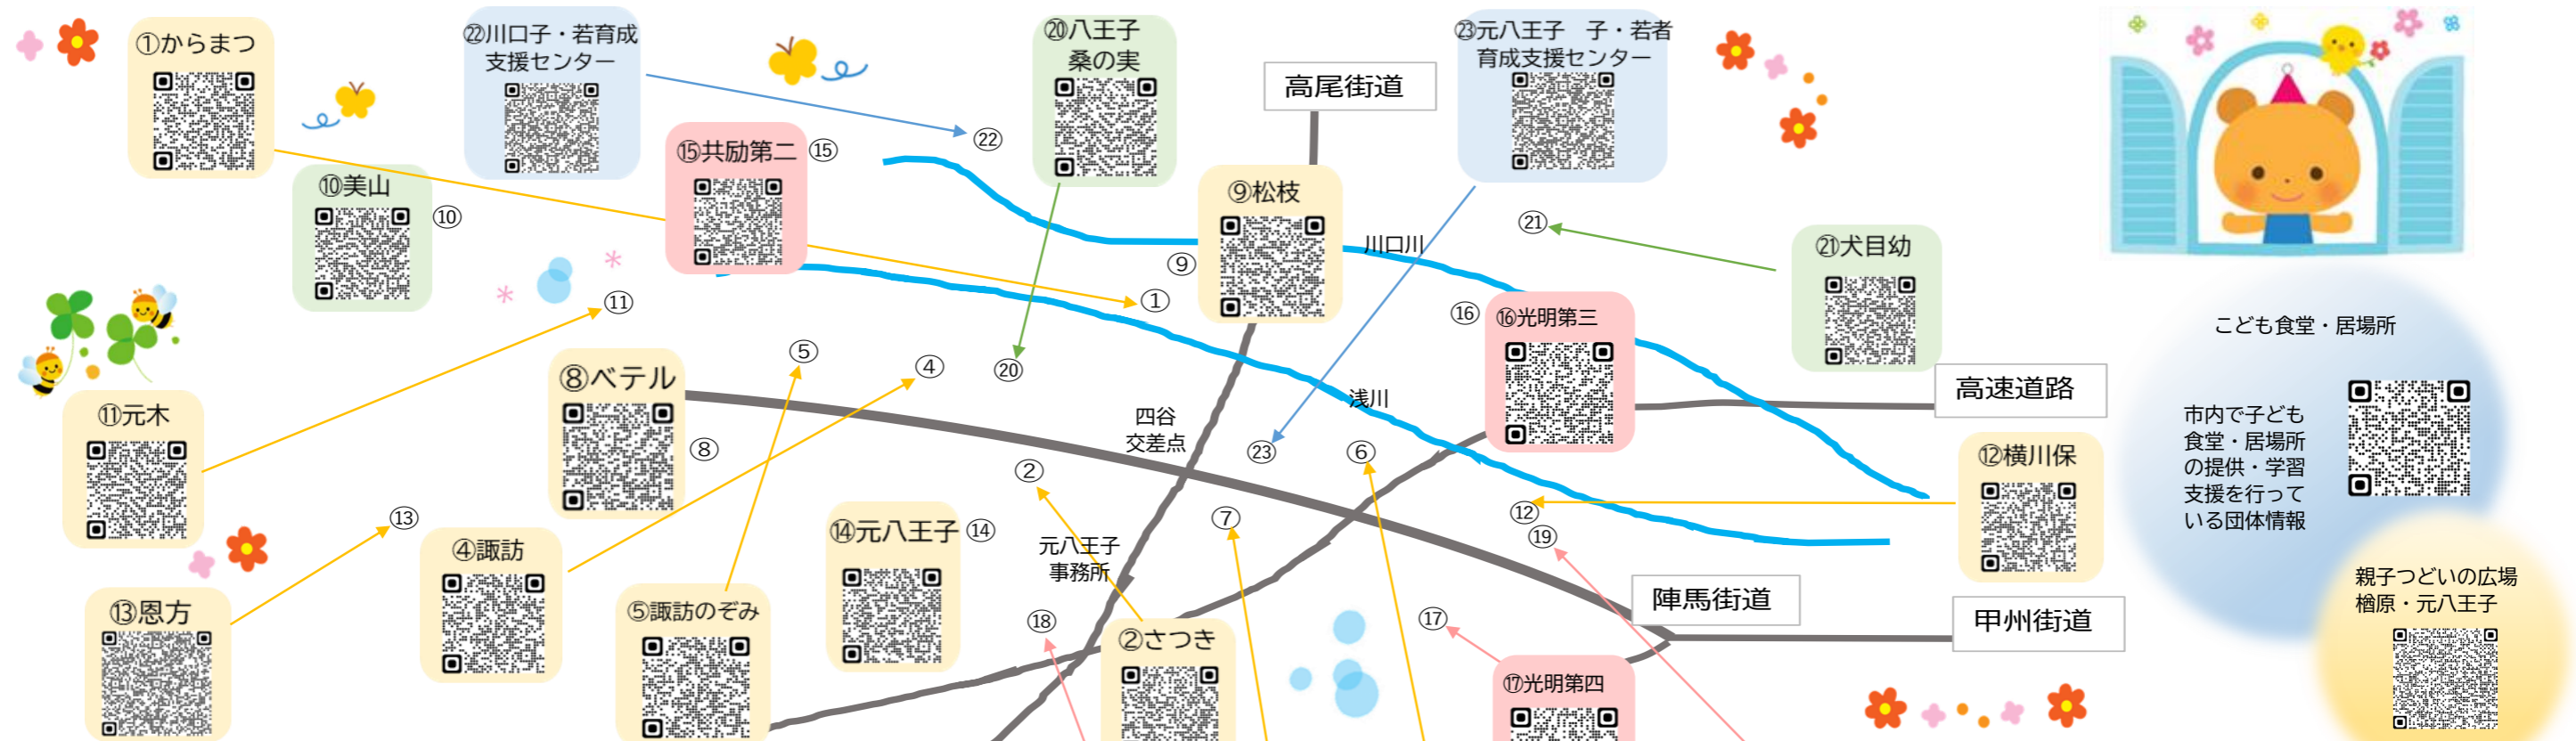 ①からまつ
㉒川口子・若育成
支援センター
㉒
⑳八王子
桑の実
高尾街道
㉓元八王子　子・若者
育成支援センター
⑮共励第二
⑮
⑩美山
⑩
⑨松枝
⑨
川口川
㉑
㉑犬目幼
①
⑪
⑯
⑯光明第三
こども食堂・居場所
⑤
④
⑳
⑧ベテル
⑧
高速道路
浅川
四谷
交差点
⑪元木
市内で子ども
食堂・居場所
の提供・学習
支援を行って
いる団体情報
②
㉓
⑥
⑫横川保
⑫
⑬
⑦
⑭元八王子
⑭
⑲
元八王子
事務所
④諏訪
⑬恩方
⑤諏訪のぞみ
⑱
②さつき
⑰
陣馬街道
甲州街道
親子つどいの広場
楢原・元八王子
⑰光明第四